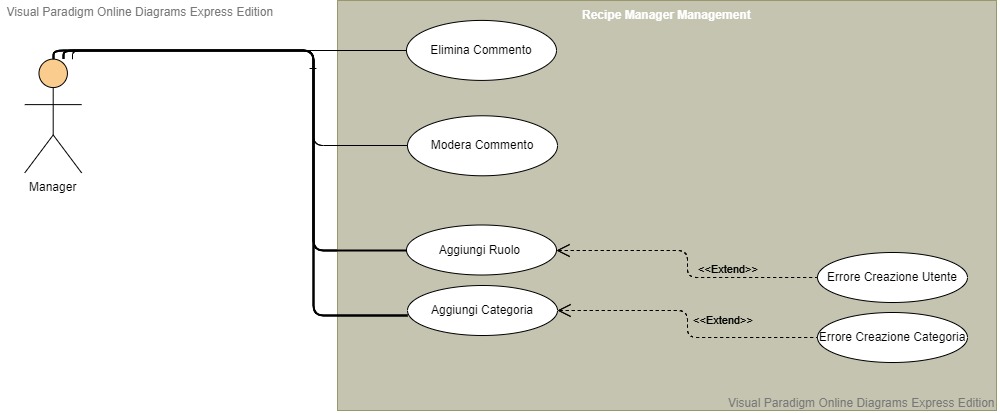 Visual Paradigm Online Diagrams Express Edition
Recipe Manager Management
Elimina Commento
Modera Commento
Manager
Aggiungi Ruolo
<<Extend>>
Errore Creazione Utente
Aggiungi Categoria
<<Extend>>
Errore Creazione Categoria
Visual Paradigm Online Diagrams Express Edition